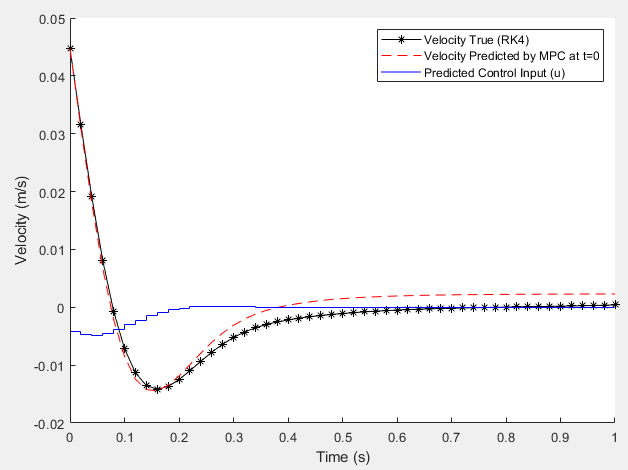 0.05
0.04
0.03
0.02
0.01
0
-0.01
-0.02
Velocity (m/s)
Velocity True (RK4)
Velocity Predicted by MPC at t=0
Predicted Control Input (u)
0 0.1 0.2 0.3 0.4 0.5 0.6 0.7 0.8 0.9 1
Time (s)